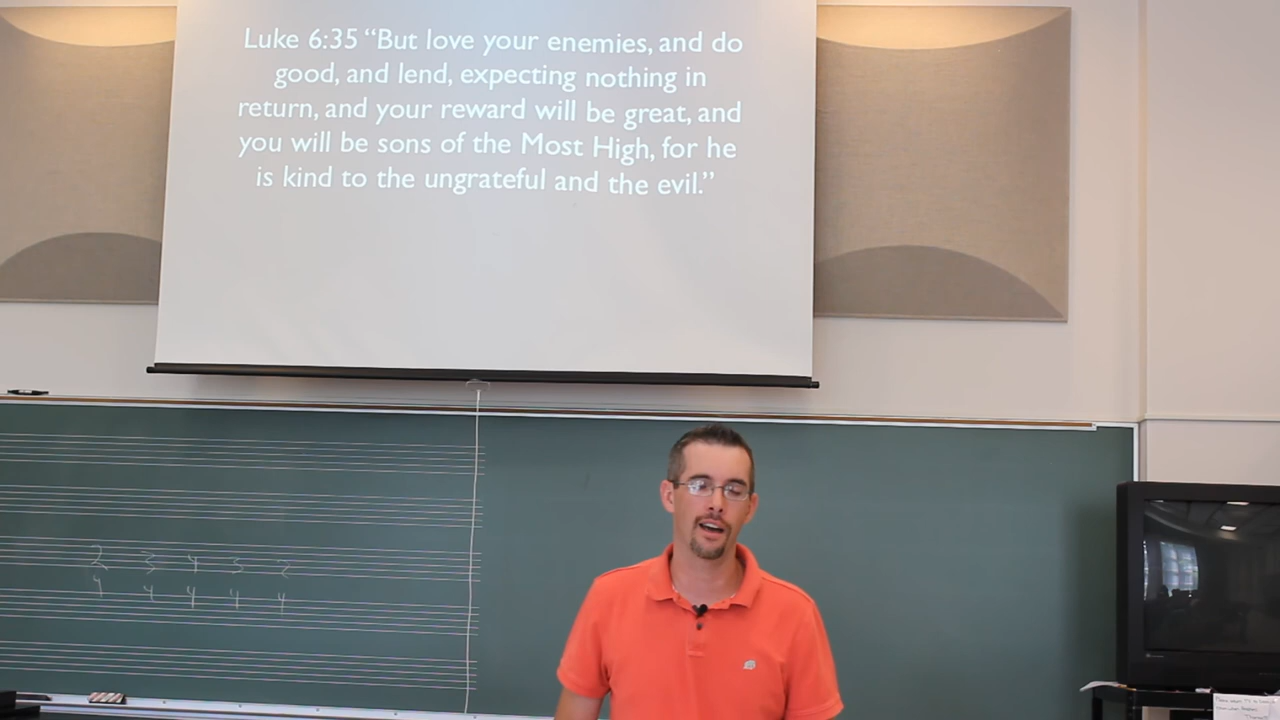 Luke 6:35 “But love your enemies, and do
good, and lend, expecting nothing in
return, and your reward will be great, and
you will be sons of the Most High, for he
is kind to the ungrateful and the evil.”
2 3 4 3 2
4 4 4 4 4